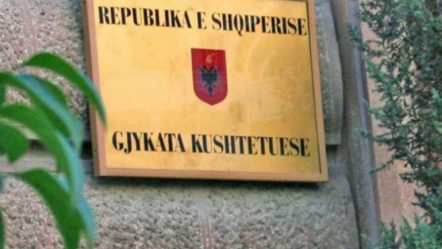 REPUBLIKA E SHQIPERISE
GJYKATA KUSHTETUESE